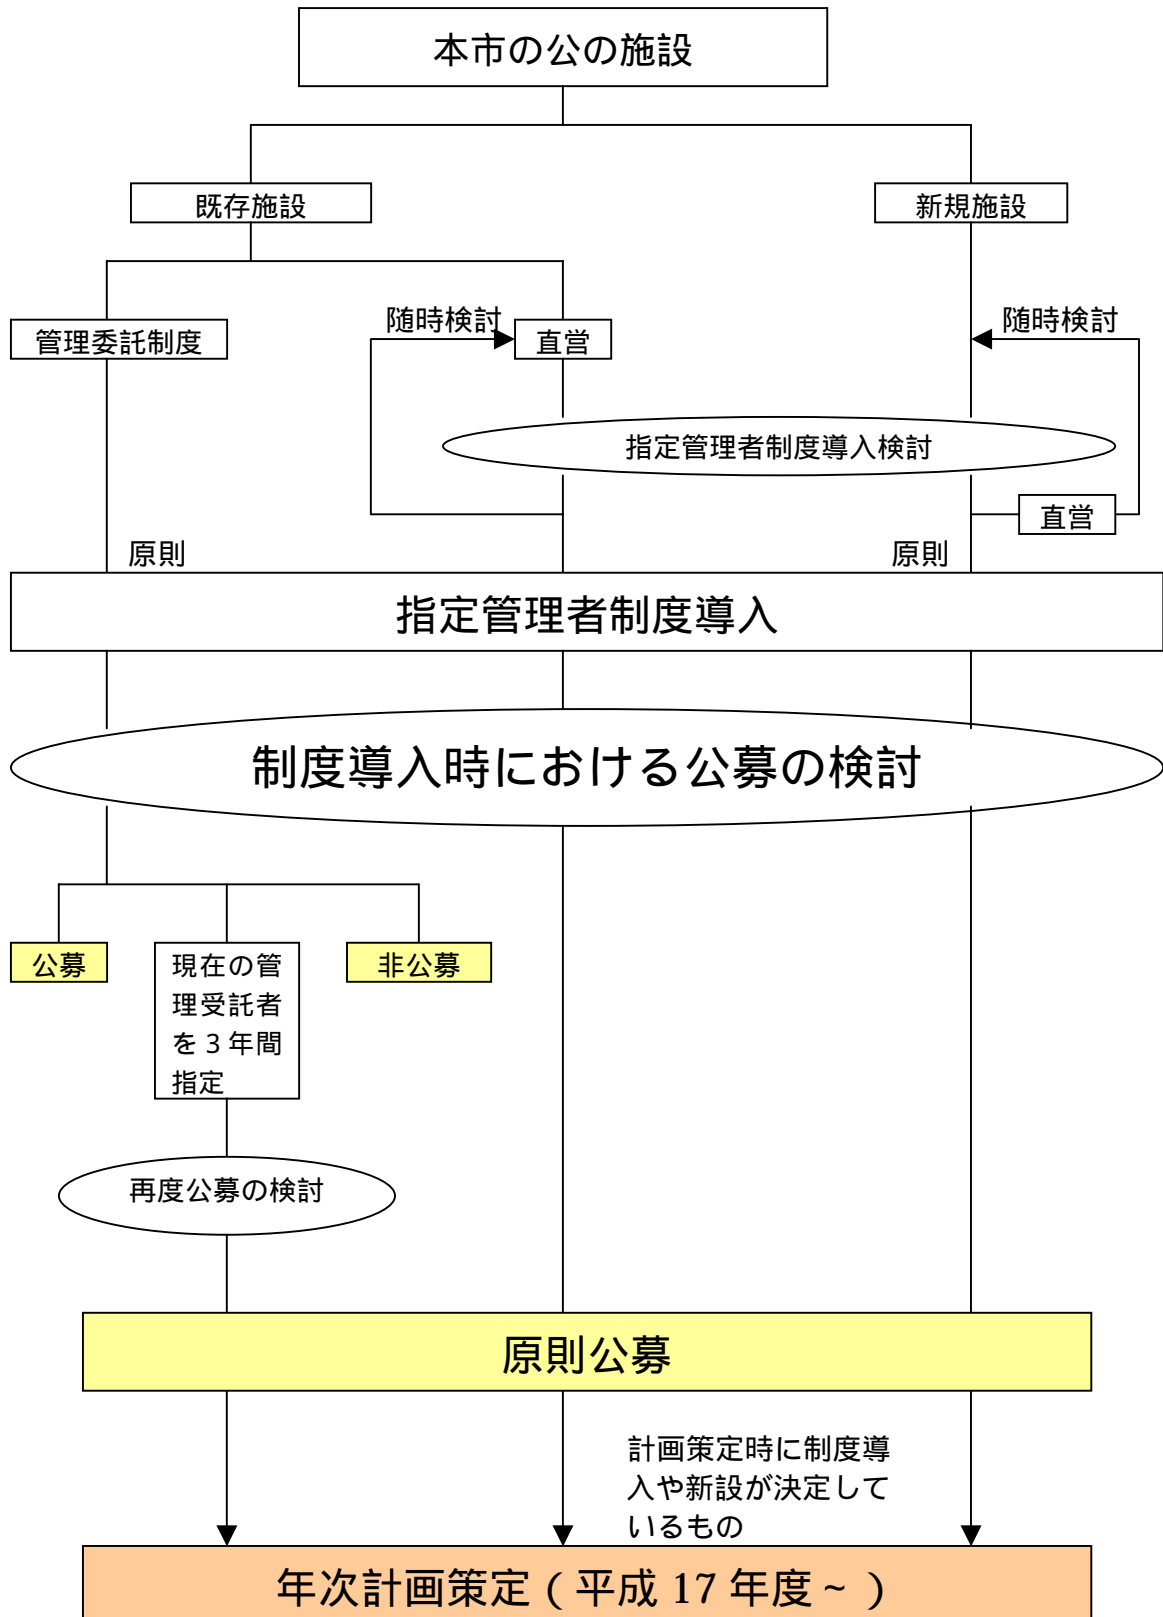 本市の公の施設
既存施設
新規施設
随時検討
随時検討
管理委託制度
直営
指定管理者制度導入検討
直営
原則
原則
指定管理者制度導入
制度導入時における公募の検討
公募
現在の管
理受託者
を3年間
指定
非公募
再度公募の検討
原則公募
計画策定時に制度導
入や新設が決定して
いるもの
年次計画策定(平成 17 年度~ )